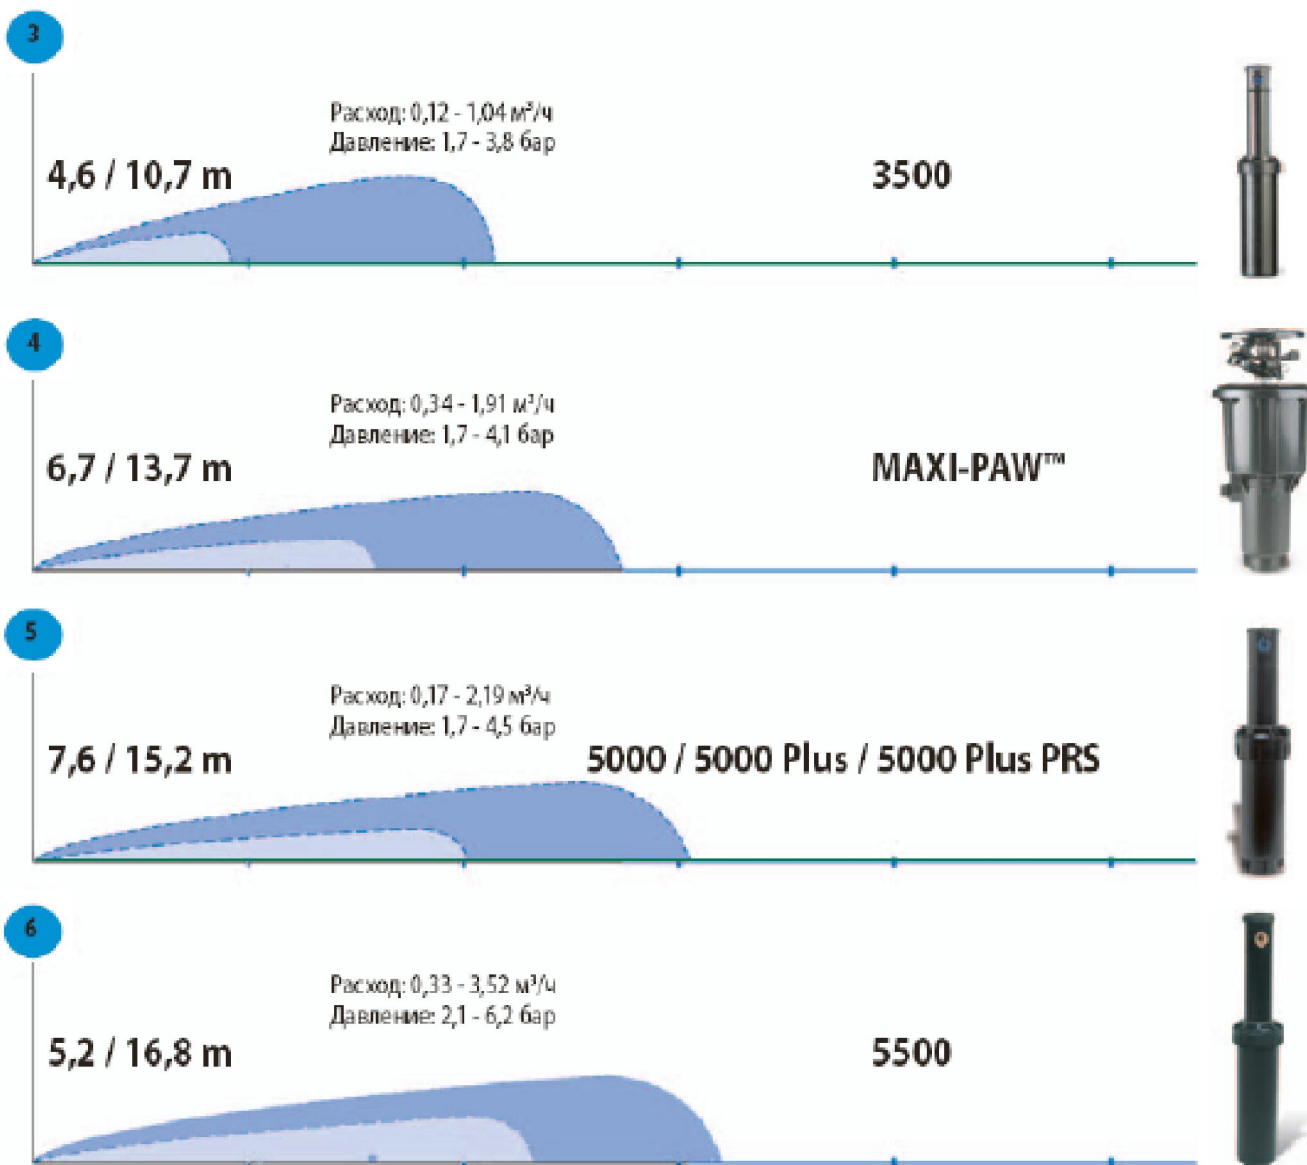 3
Расход: 0,12 - 1,04 м³/ч
Давление: 1,7 - 3,8 бар
4,6 / 10,7 m
3500
4
Расход: 0,34 - 1,91 м³/ч
Давление: 1,7 - 4,1 бар
6,7 / 13,7 m
MAXI-PAW™
5
Расход: 0,17 - 2,19 м³/ч
Давление: 1,7 - 4,5 бар
7,6 / 15,2 m
5000 / 5000 Plus / 5000 Plus PRS
6
Расход: 0,33 - 3,52 м³/ч
Давление: 2,1 - 6,2 бар
5,2 / 16,8 m
5500